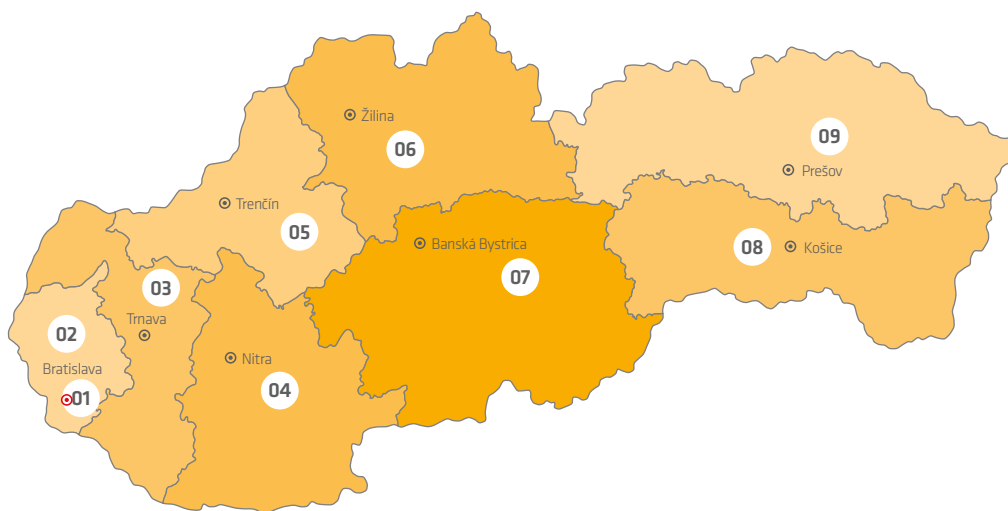 Žilina
06
09
Prešov
Trenčín
05
Banská Bystrica
08
Košice
07
03
Trnava
02
Bratislava
01
Nitra
04